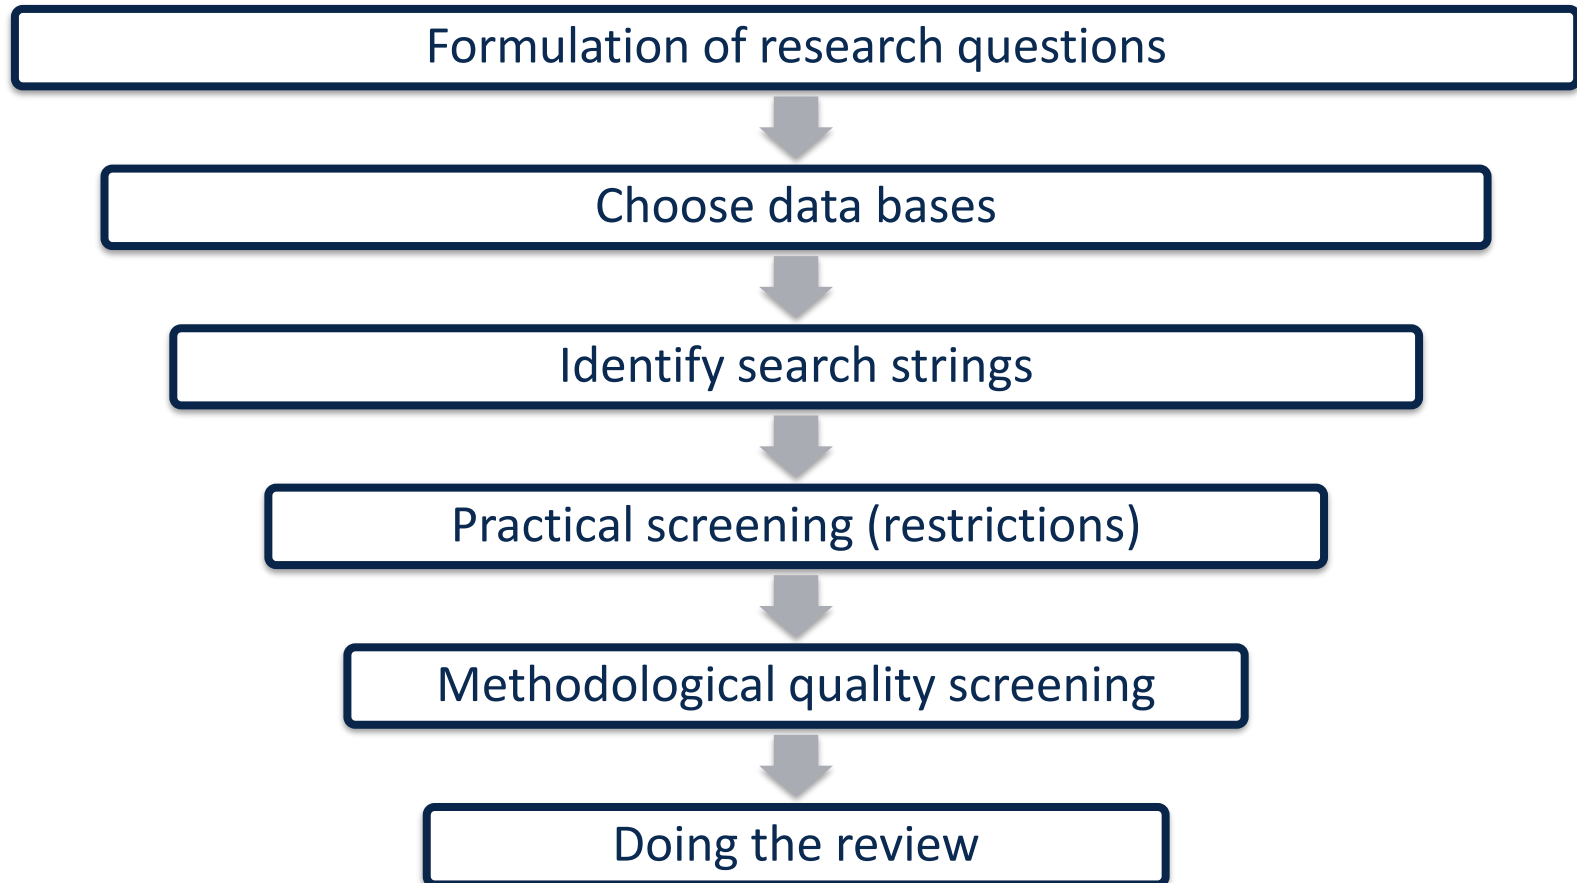 Formulation of research questions
Choose data bases
Identify search strings
Practical screening (restrictions)
Methodological quality screening
Doing the review